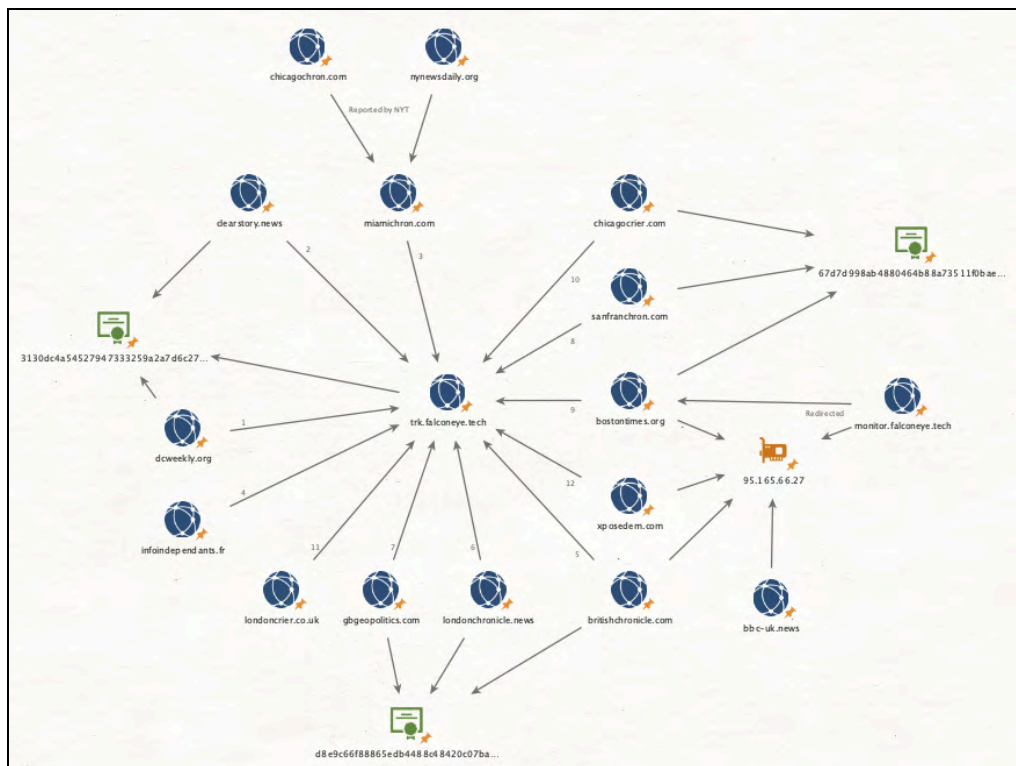 chicagochron.com
nynewsdaily.org
Reported by NYT
clearstory.news
miamichron.com
chicagocrier.com
67d7d998ab4880464b88a73511f0bae...
2
3
10
sanfranchron.com
8
3130dc4a54527947333259a2a7d6c27...
trk.falconeye.tech
1
9
bostontimes.org
Redirected
monitor.falconeye.tech
dcweekly.org
95.165.66.27
4
12
xposedem.com
infoindependants.fr
11
7
6
5
londoncrier.co.uk
gbgeopolitics.com
londonchronicle.news
britishchronicle.com
bbc-uk.news
d8e9c66f88865edb4488c48420c07ba...